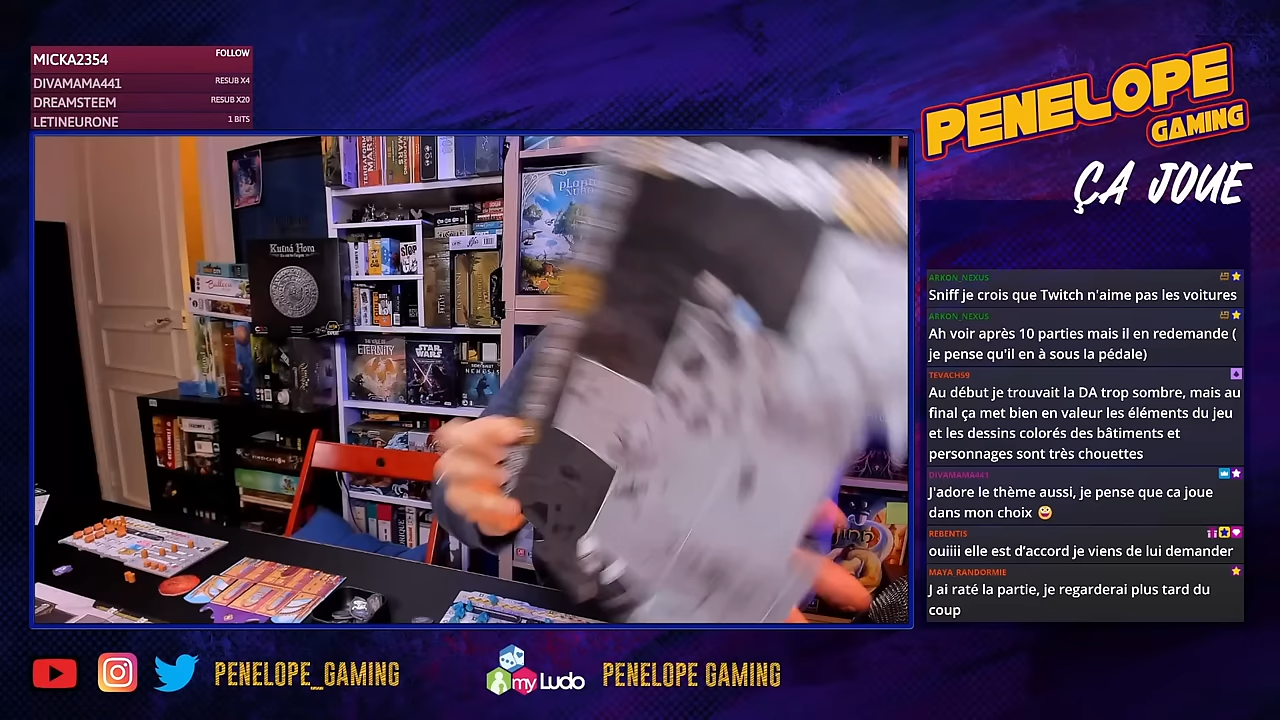 MICKA2354 FOLLOW
DIVAMAMA441 RESUB X4
DREAMSTEEM RESUB X20
LETINEURONE 1 BITS
PENELOPE
GAMING
ÇA JOUE
TERRAFORMING MARS
Kutná Hora
ETERNITY
STAR WARS
NEMESIS
VINDICATION
ARKON_NEXUS
Sniff je crois que Twitch n'aime pas les voitures
ARKON_NEXUS
Ah voir après 10 parties mais il en redemande (
je pense qu'il en à sous la pédale)
TEVACH59
Au début je trouvait la DA trop sombre, mais au
final ça met bien en valeur les éléments du jeu
et les dessins colorés des bâtiments et
personnages sont très chouettes
DIVAMAMA441
J'adore le thème aussi, je pense que ca joue
dans mon choix
REBENTIS
ouiiii elle est d'accord je viens de lui demander
MAYA_RANDORMIE
J ai raté la partie, je regarderai plus tard du
coup
PENELOPE_GAMING
my Ludo
PENELOPE GAMING